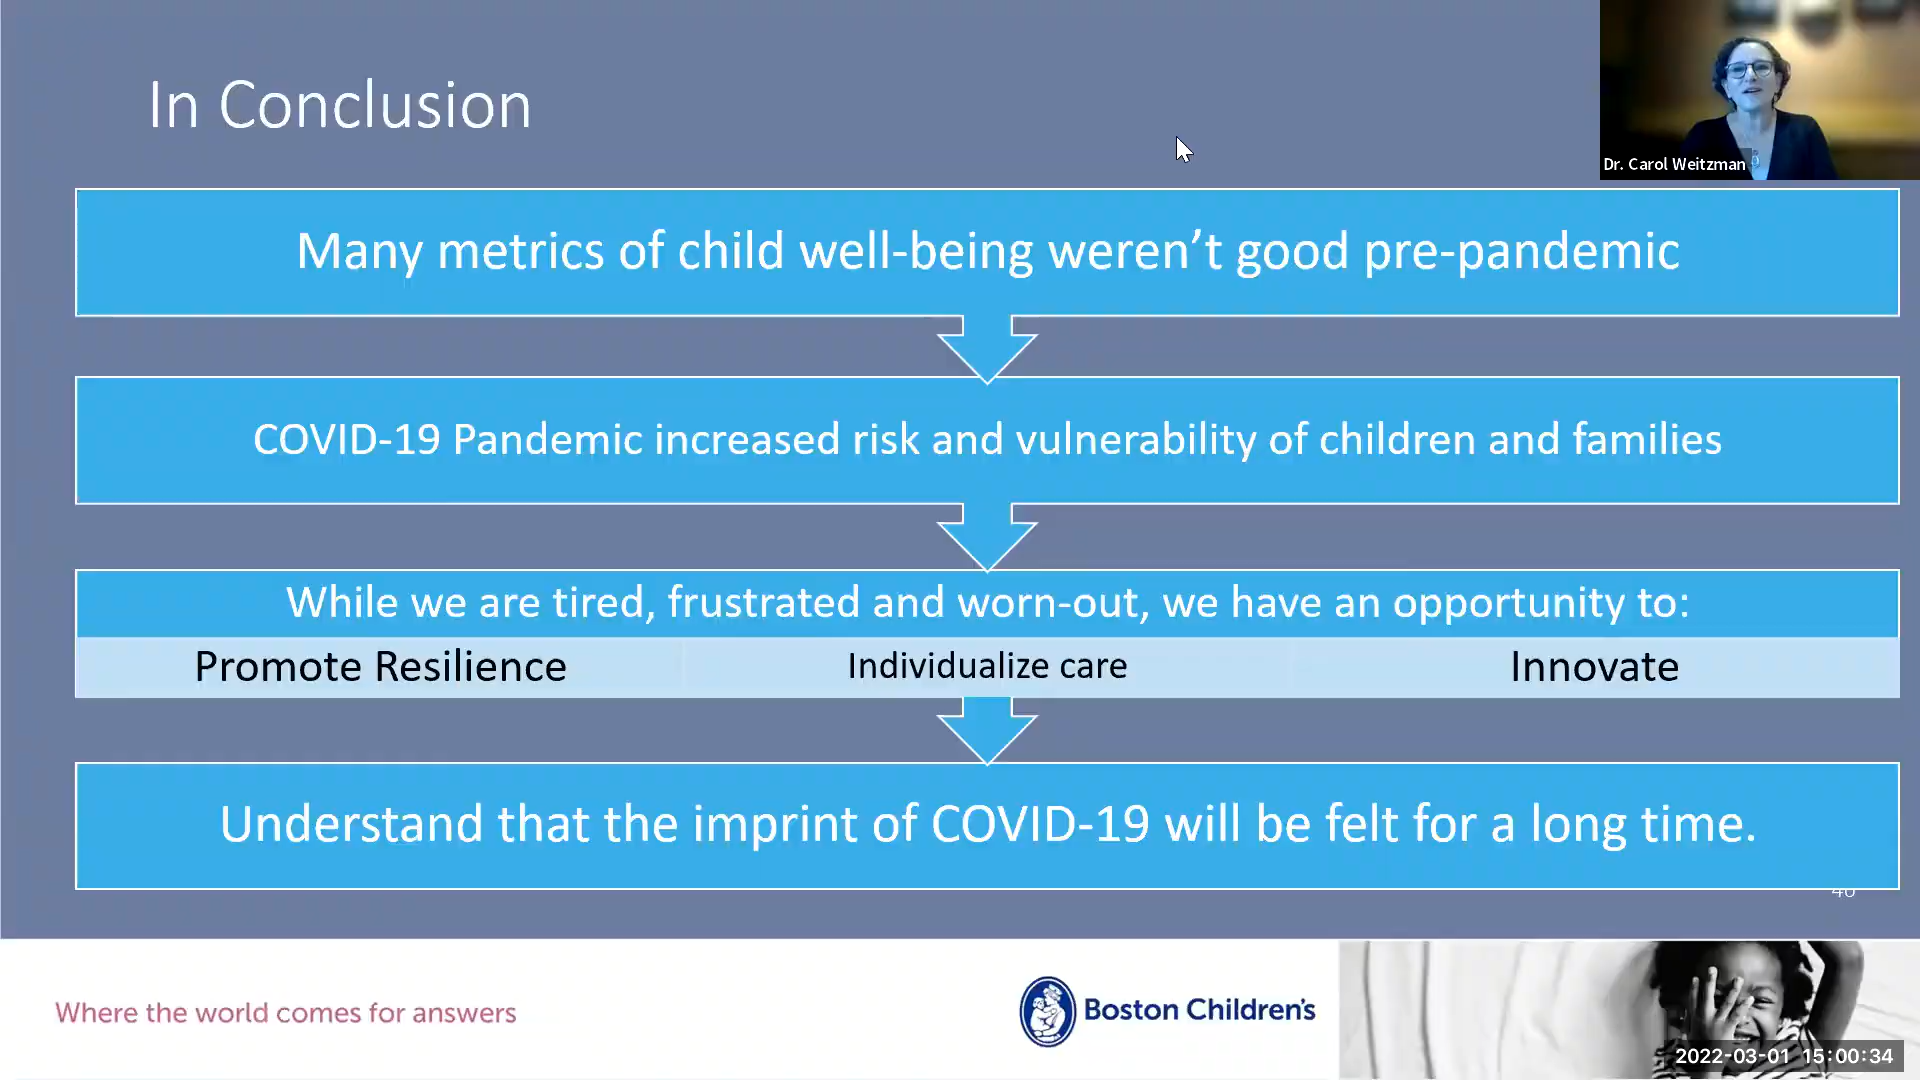 In Conclusion
Dr. Carol Weitzman
Many metrics of child well-being weren’t good pre-pandemic
COVID-19 Pandemic increased risk and vulnerability of children and families
While we are tired, frustrated and worn-out, we have an opportunity to:
Promote Resilience
Individualize care
Innovate
Understand that the imprint of COVID-19 will be felt for a long time.
Where the world comes for answers
Boston Children's
2022-03-01 15:00:34